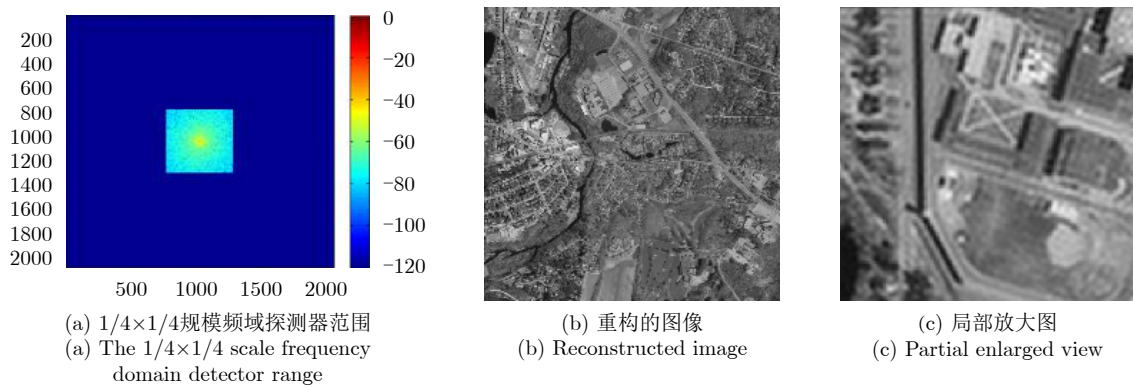 200
400
600
800
1000
1200
1400
1600
1800
2000
500 1000 1500 2000
0
−20
−40
−60
−80
−100
−120
(a) 1/4×1/4规模频域探测器范围
(a) The 1/4×1/4 scale frequency
domain detector range
(b) 重构的图像
(b) Reconstructed image
(c) 局部放大图
(c) Partial enlarged view